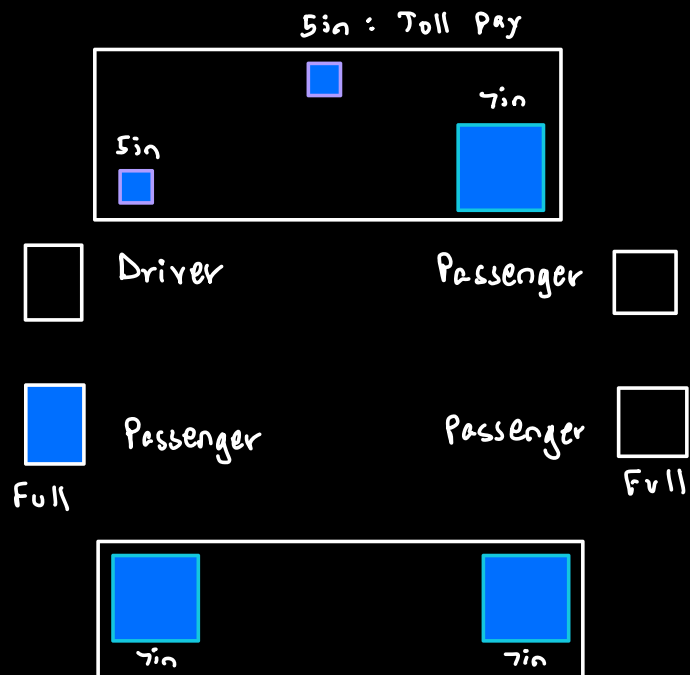 5in : Toll Pay
7in
5in
Driver
Passenger
Passenger
Passenger
Full
Full
7in
7in